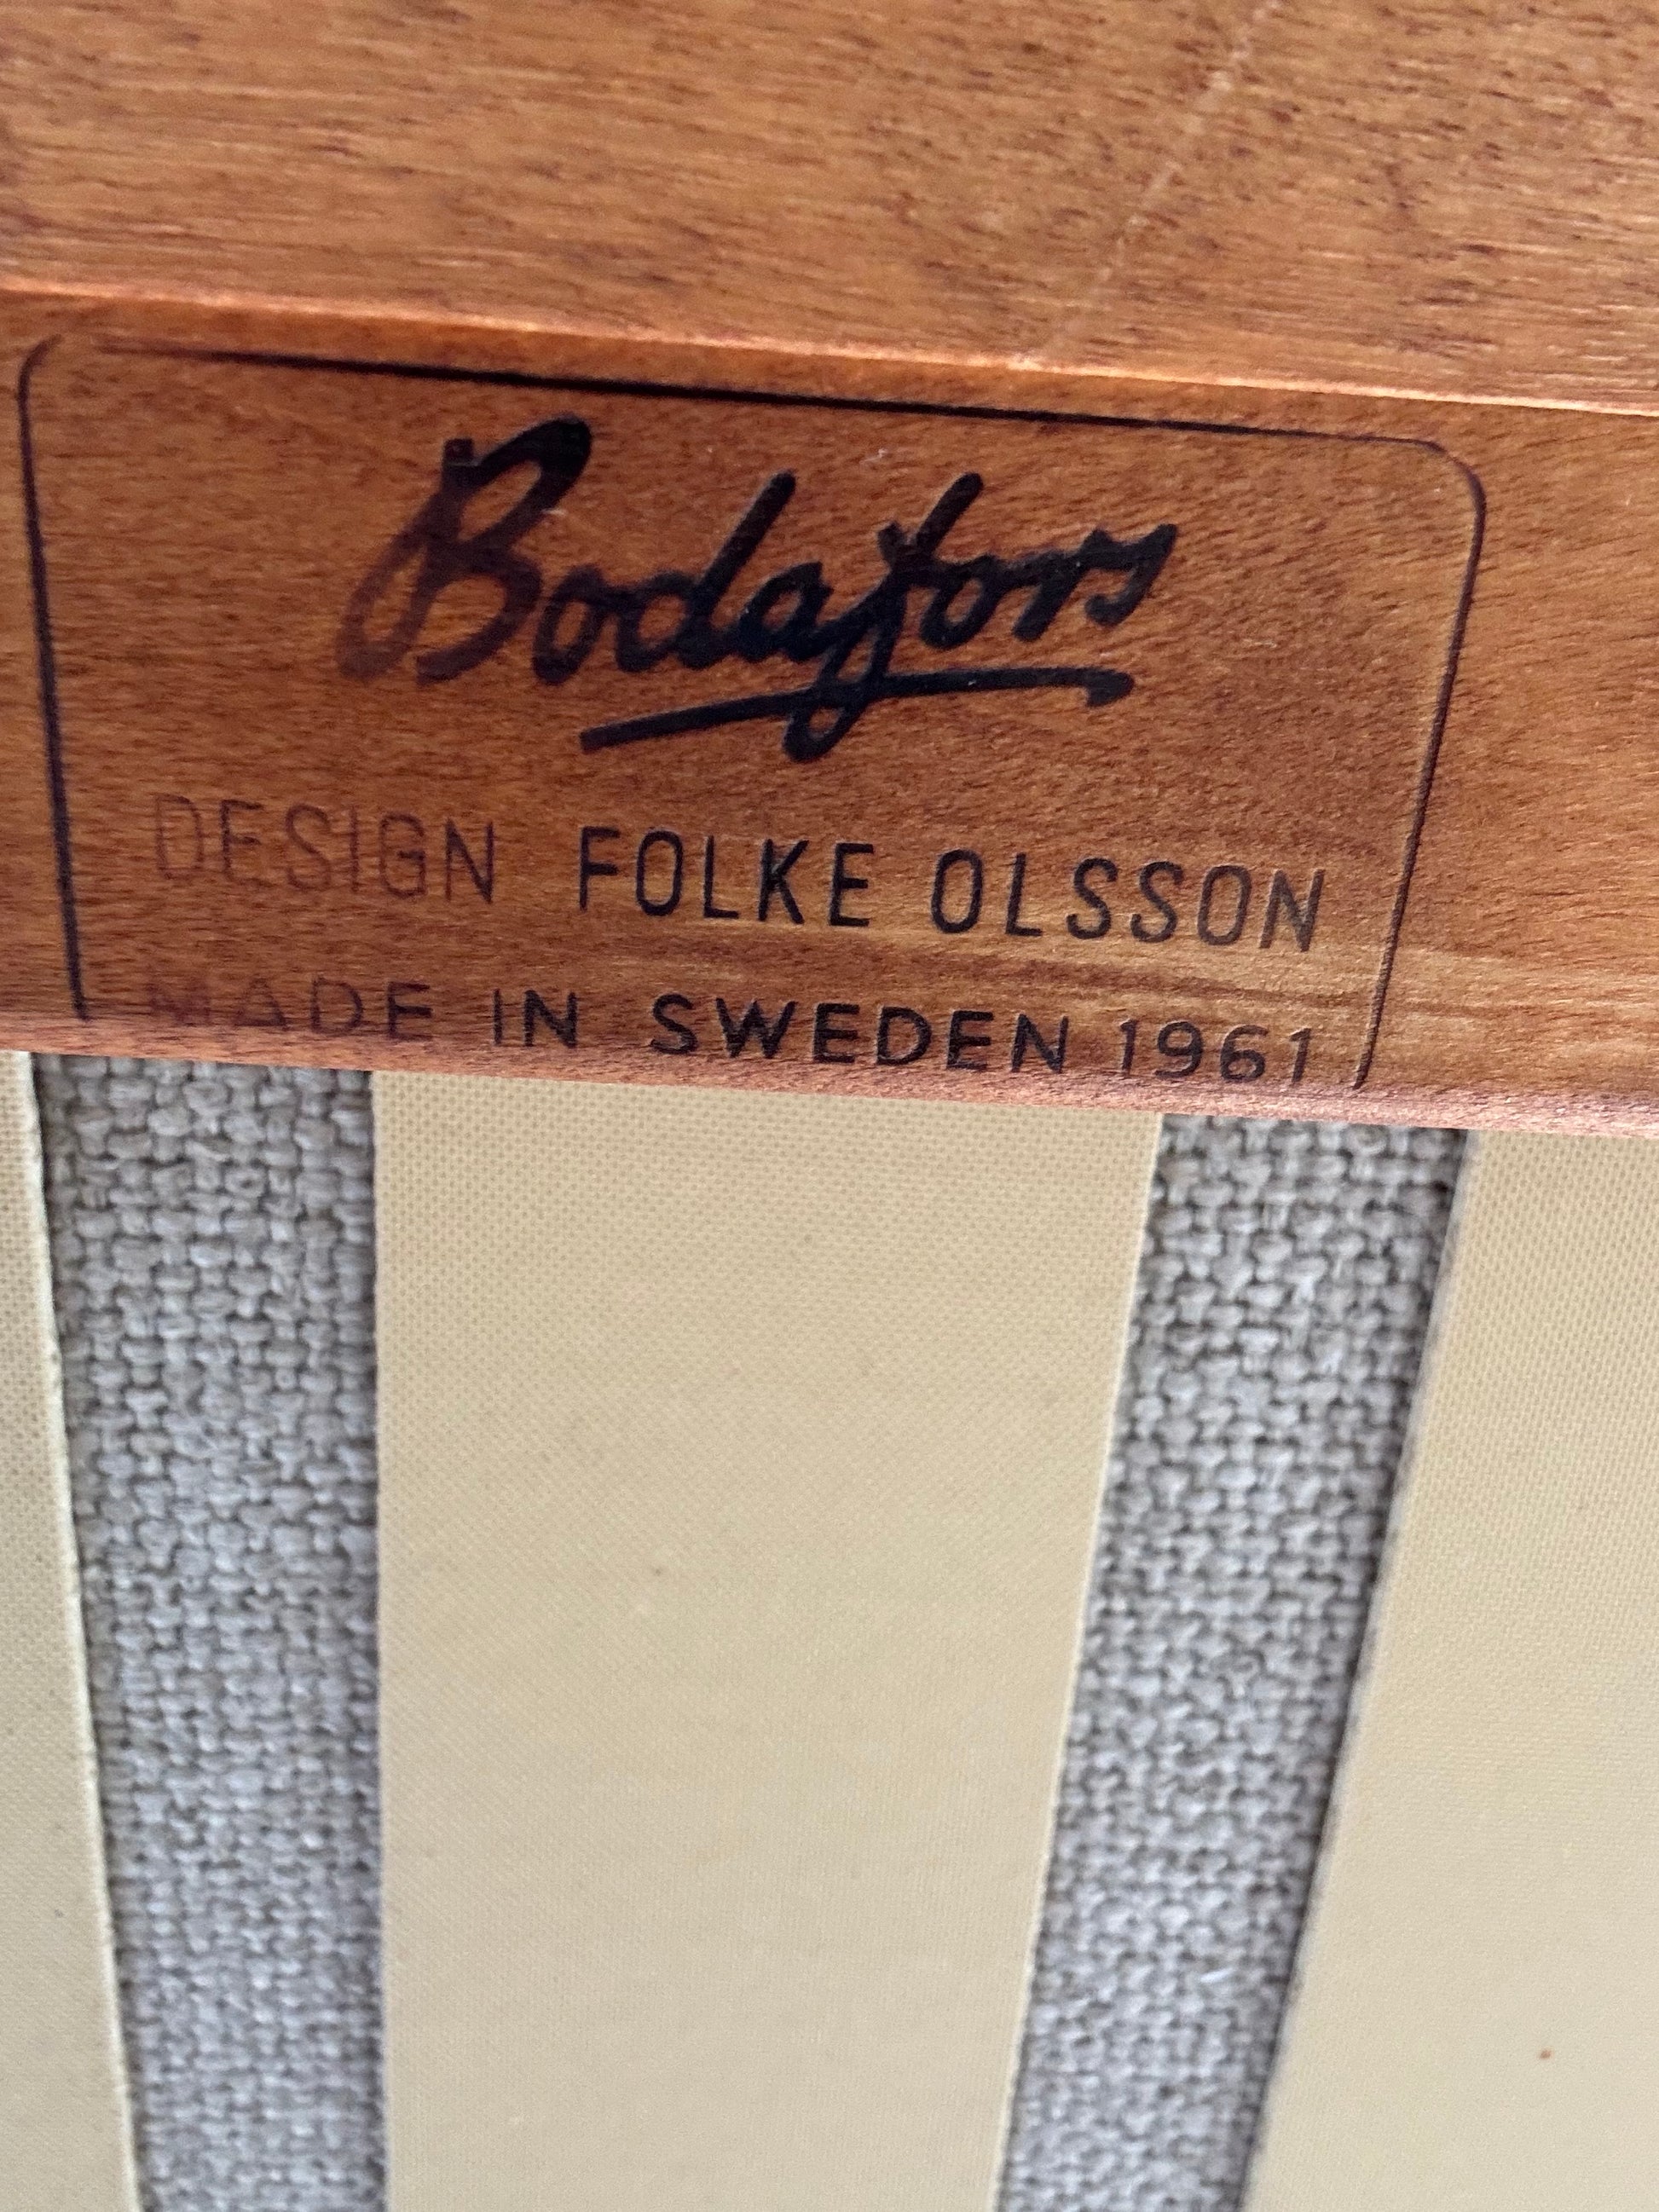 Bodafors
DESIGN FOLKE OLSSON
MADE IN SWEDEN 1961